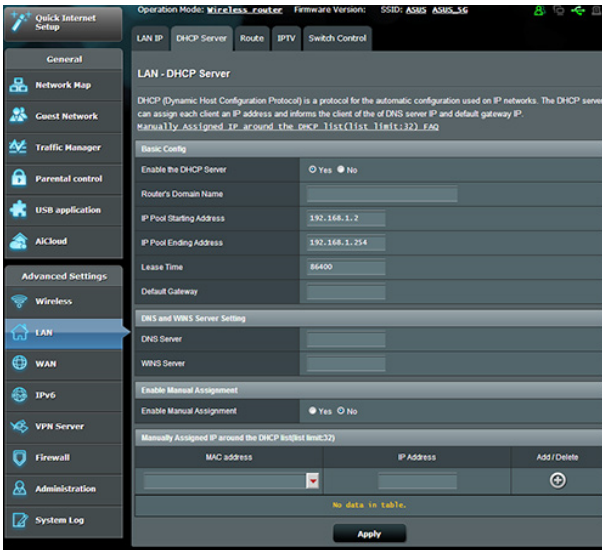 Quick Internet Setup
Operation Mode: Wireless router Firmware Version: SSID: ASUS ASUS_5G
General
Network Map
Guest Network
Traffic Manager
Parental control
USB application
AiCloud
Advanced Settings
Wireless
LAN
WAN
IPv6
VPN Server
Firewall
Administration
System Log
LAN IP DHCP Server Route IPTV Switch Control
LAN - DHCP Server
DHCP (Dynamic Host Configuration Protocol) is a protocol for the automatic configuration used on IP networks. The DHCP server
can assign each client an IP address and informs the client of the of DNS server IP and default gateway IP.
Manually Assigned IP around the DHCP list(list limit:32) FAQ
Basic Config
Enable the DHCP Server Yes No
Router's Domain Name
IP Pool Starting Address 192.168.1.2
IP Pool Ending Address 192.168.1.254
Lease Time 86400
Default Gateway
DNS and WINS Server Setting
DNS Server
WINS Server
Enable Manual Assignment
Enable Manual Assignment Yes No
Manually Assigned IP around the DHCP list(list limit:32)
MAC address IP Address Add / Delete
No data in table.
Apply